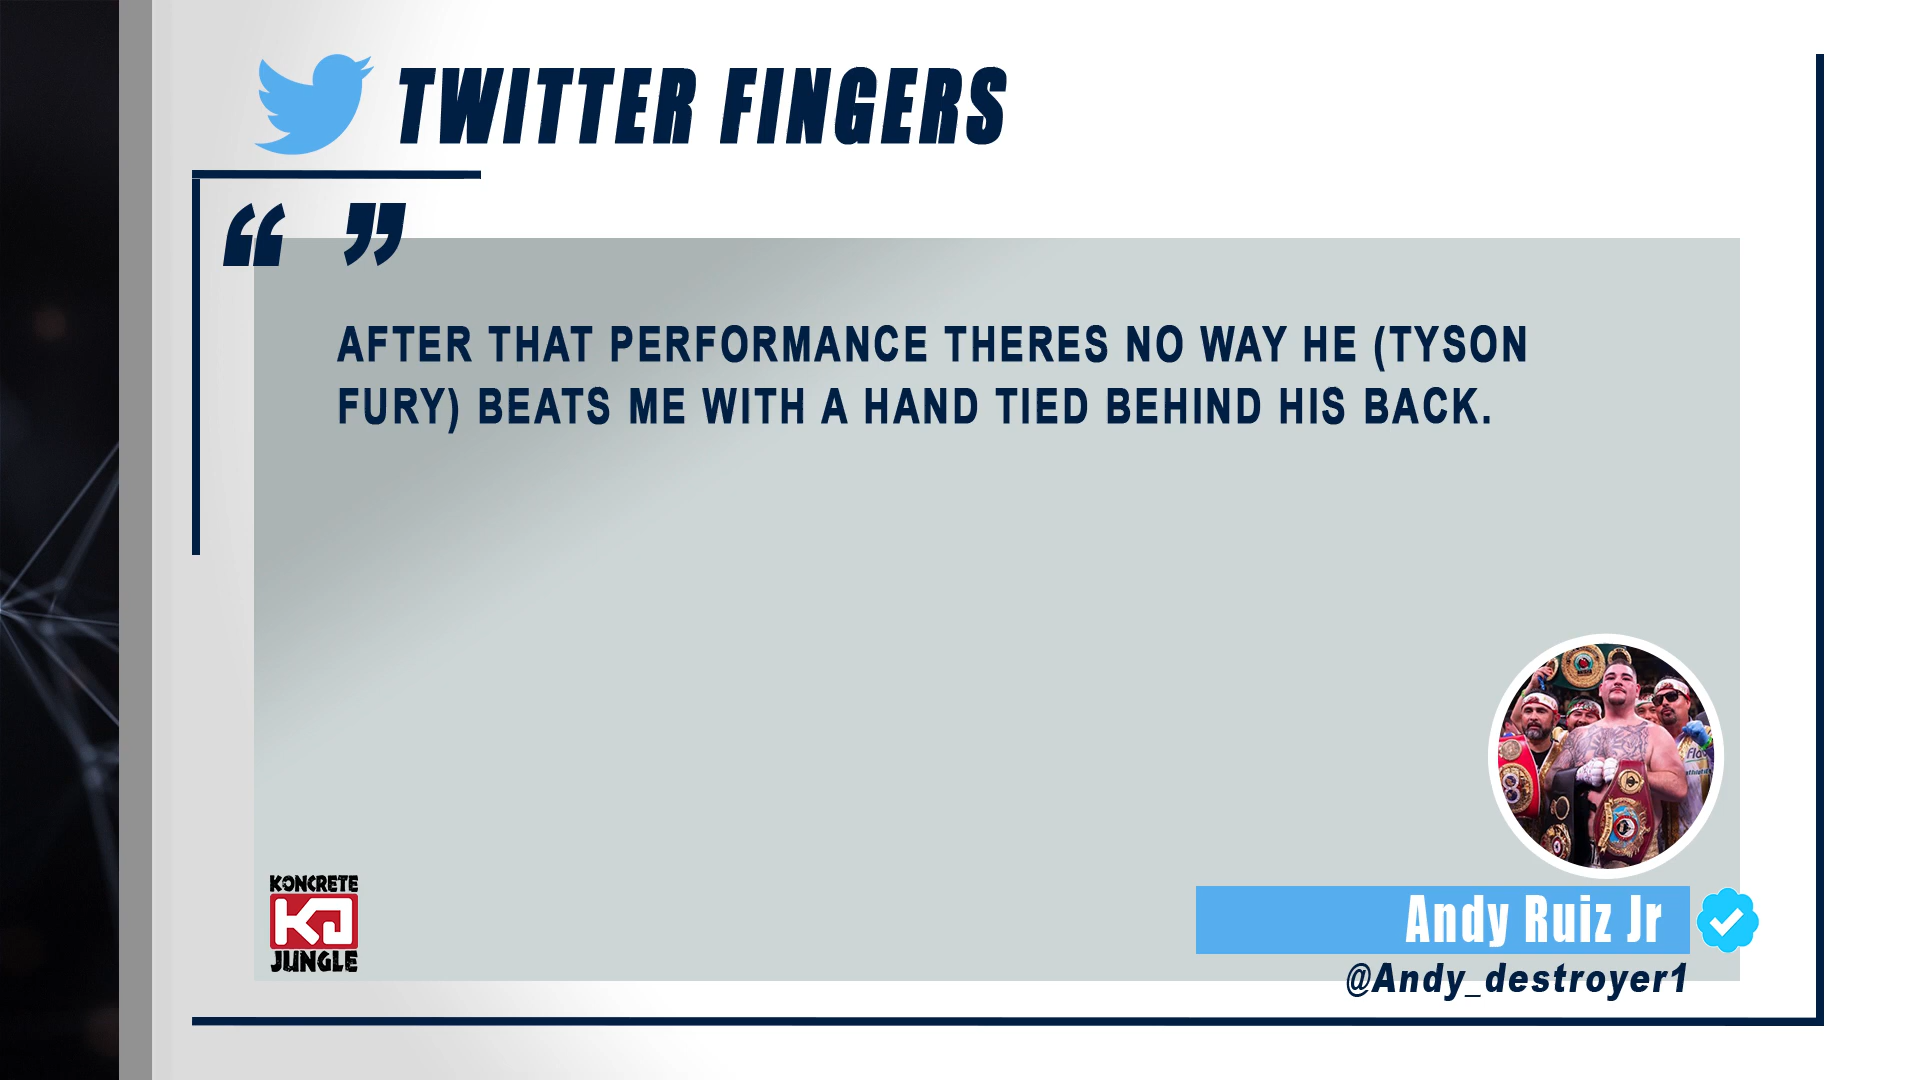 TWITTER FINGERS
“ ”
AFTER THAT PERFORMANCE THERES NO WAY HE (TYSON
FURY) BEATS ME WITH A HAND TIED BEHIND HIS BACK.
KONCRETE
KJ
JUNGLE
Andy Ruiz Jr
@Andy_destroyer1